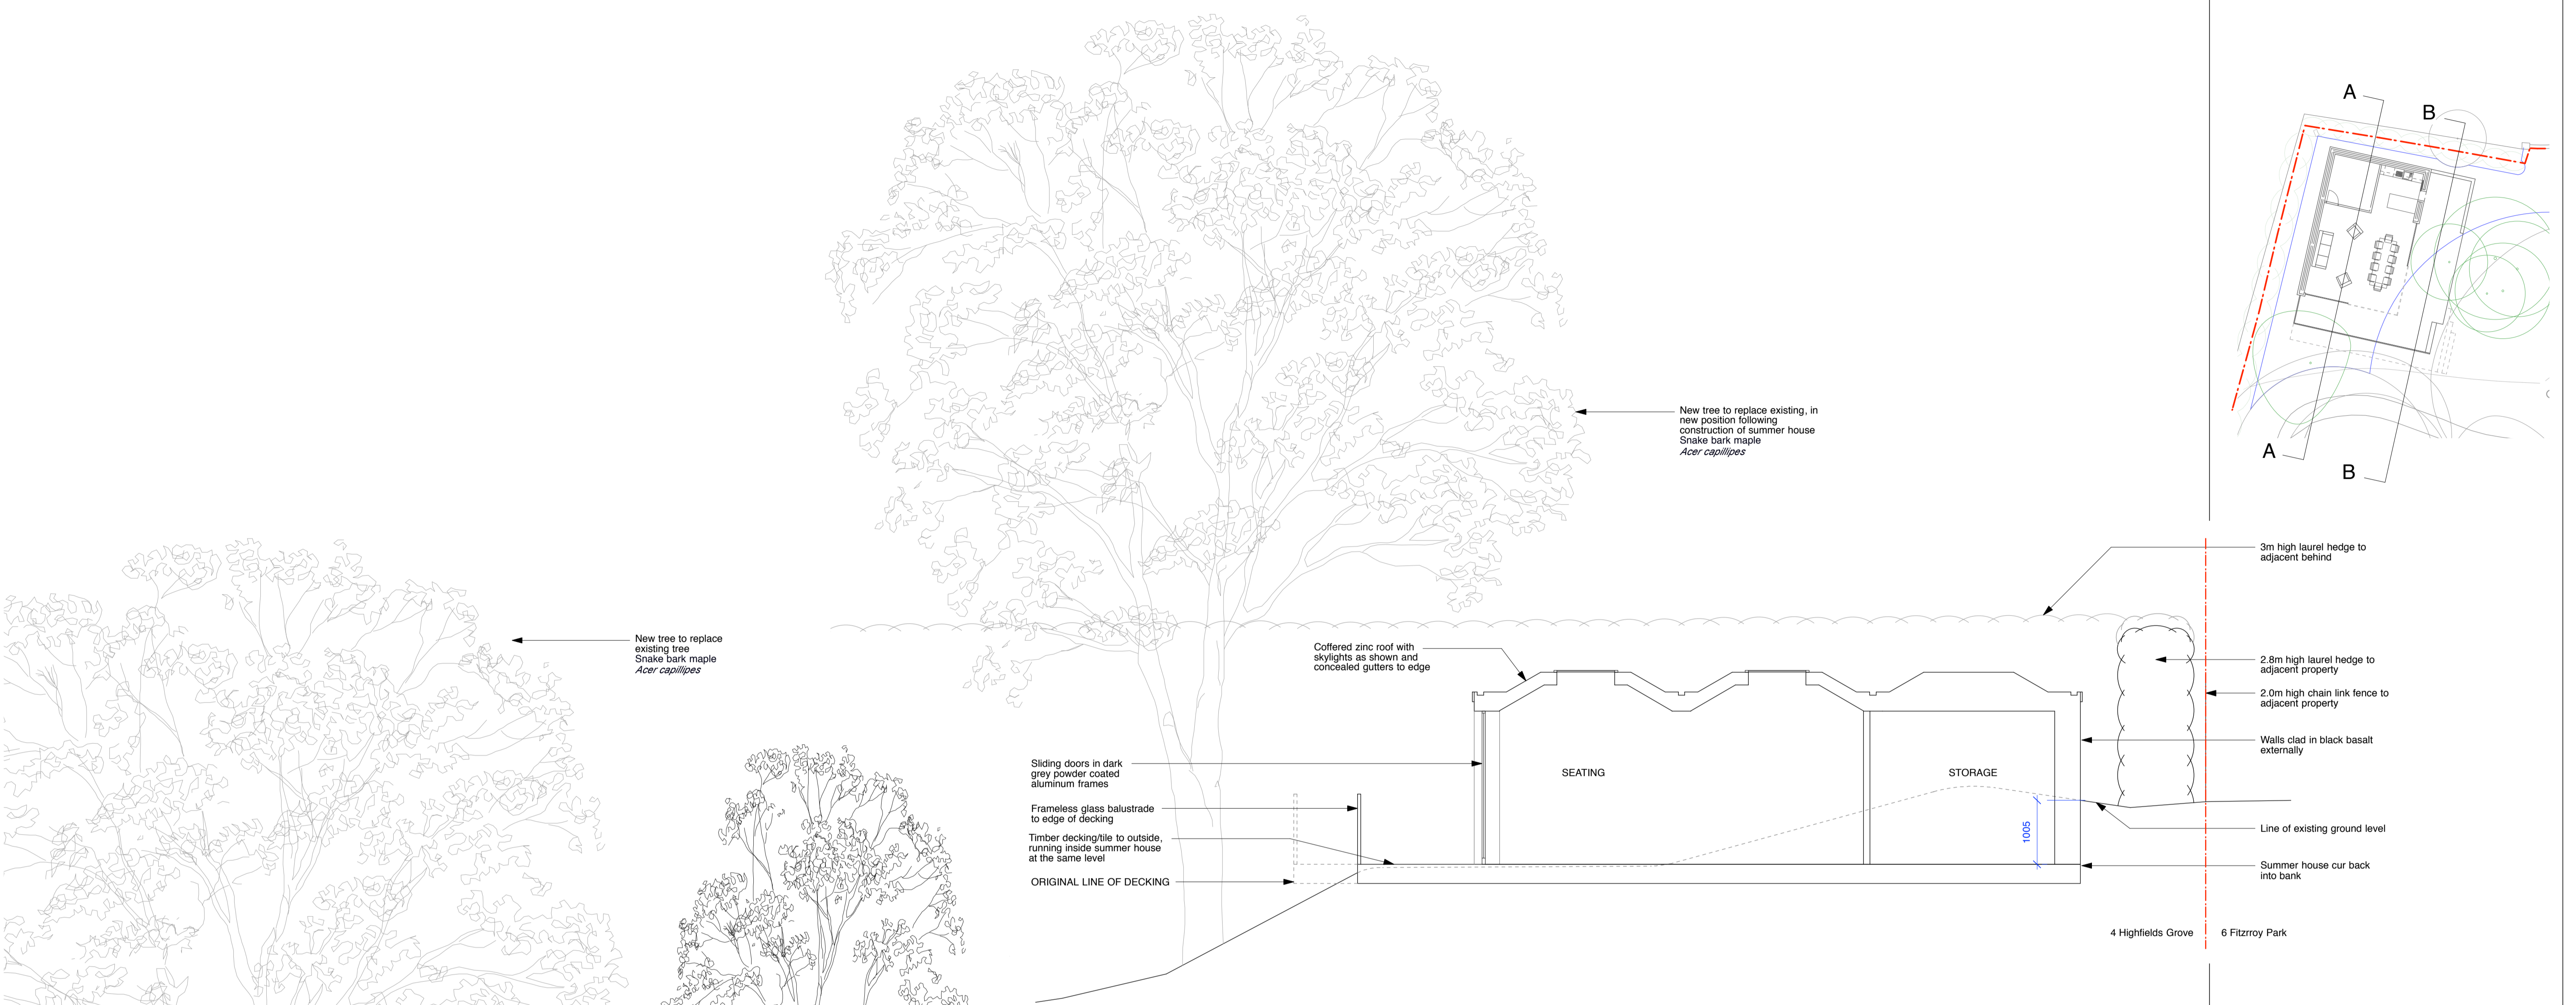 A
B
A
B
New tree to replace existing, in
new position following
construction of summer house
Snake bark maple
Acer capillipes
3m high laurel hedge to
adjacent behind
New tree to replace
existing tree
Snake bark maple
Acer capillipes
Coffered zinc roof with
skylights as shown and
concealed gutters to edge
2.8m high laurel hedge to
adjacent property
2.0m high chain link fence to
adjacent property
Walls clad in black basalt
externally
Sliding doors in dark
grey powder coated
aluminum frames
SEATING
STORAGE
Frameless glass balustrade
to edge of decking
Timber decking/tile to outside,
running inside summer house
at the same level
1005
Line of existing ground level
ORIGINAL LINE OF DECKING
Summer house cur back
into bank
4 Highfields Grove
6 Fitzrroy Park